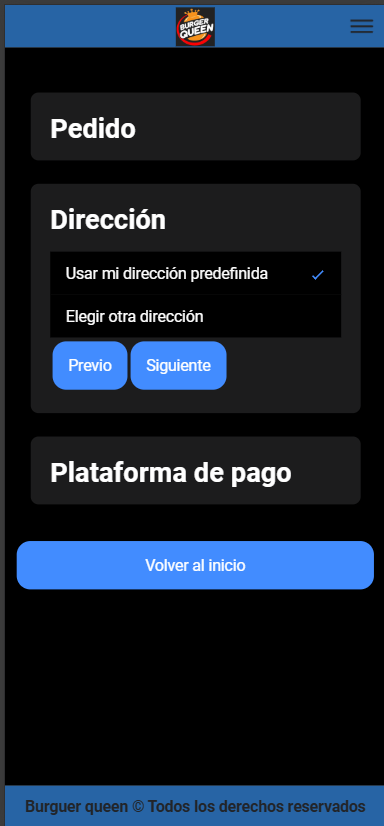 BURGER
QUEEN
Pedido
Dirección
Usar mi dirección predefinida
Elegir otra dirección
Previo Siguiente
Plataforma de pago
Volver al inicio
Burguer queen © Todos los derechos reservados